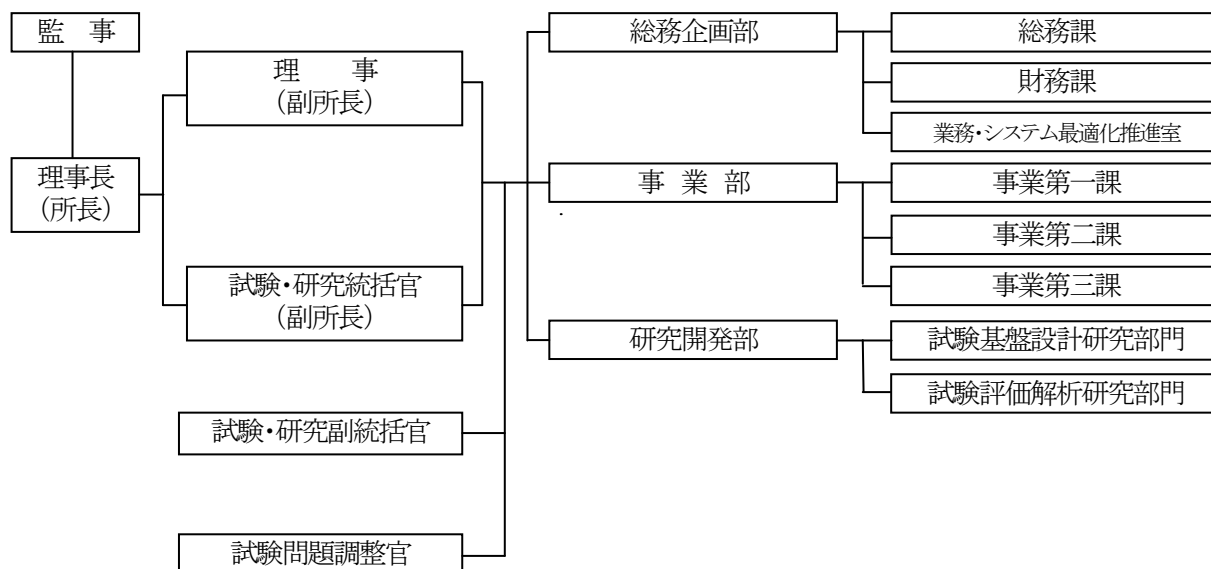 監　事
理事長
(所長)
理　　事
(副所長)
試験・研究統括官
(副所長)
試験・研究副統括官
試験問題調整官
総務企画部
総務課
財務課
業務・システム最適化推進室
事　業　部
事業第一課
事業第二課
事業第三課
研究開発部
試験基盤設計研究部門
試験評価解析研究部門